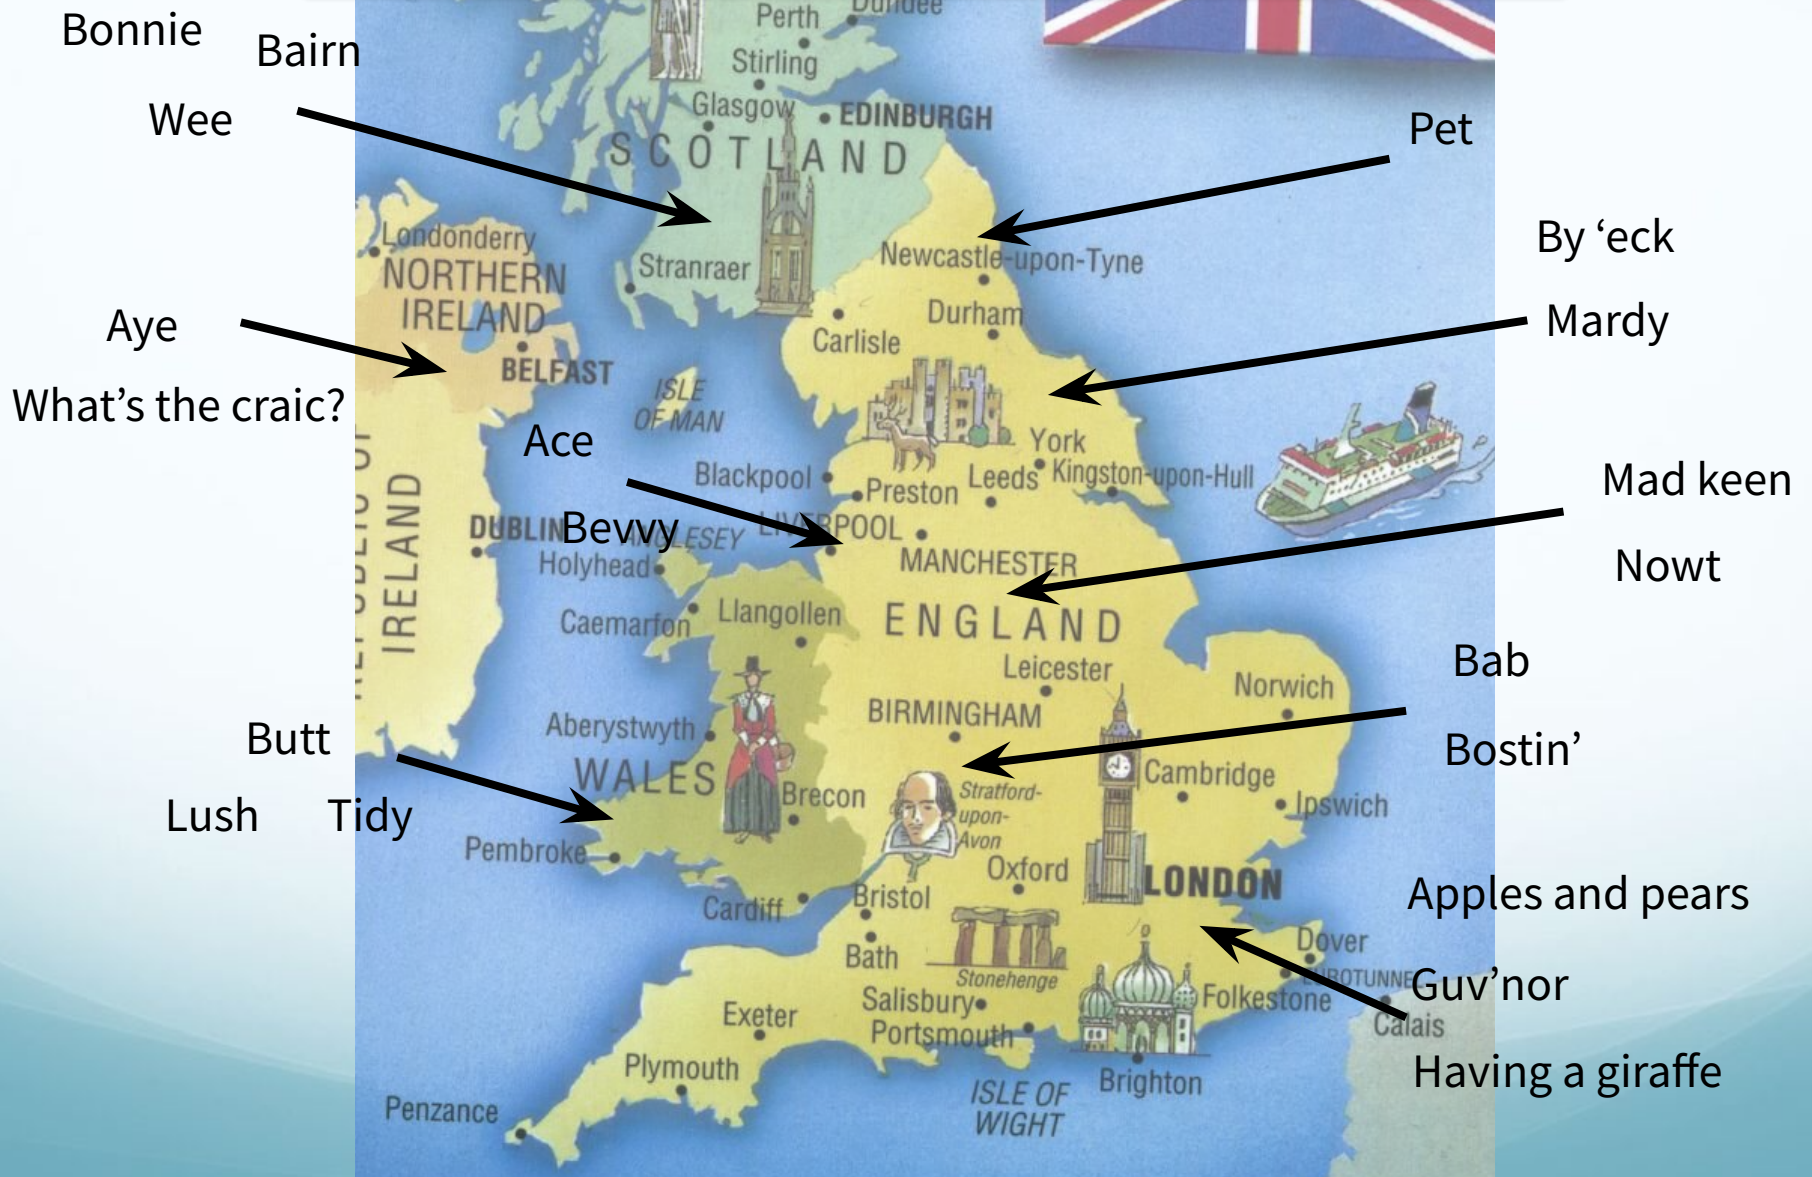 Dundee
Perth
Bonnie
Bairn
Stirling
Glasgow
EDINBURGH
Wee
Pet
SCOTLAND
Londonderry
By ‘eck
NORTHERN
IRELAND
Stranraer
Newcastle-upon-Tyne
Aye
Durham
Mardy
Carlisle
BELFAST
ISLE
OF MAN
What’s the craic?
Ace
York
Blackpool
Preston
Leeds
Kingston-upon-Hull
Mad keen
DUBLIN
Bevvy
ANGLESEY
LIVERPOOL
REPUBLIC OF
IRELAND
Holyhead
MANCHESTER
Nowt
Caernarfon
Llangollen
ENGLAND
Leicester
Bab
Norwich
Aberystwyth
BIRMINGHAM
Butt
Bostin’
WALES
Cambridge
Brecon
Stratford-
upon-
Avon
Ipswich
Lush
Tidy
Pembroke
Oxford
LONDON
Cardiff
Bristol
Apples and pears
Dover
Bath
Stonehenge
EUROTUNNEL
Guv’nor
Salisbury
Folkestone
Exeter
Portsmouth
Calais
Plymouth
Having a giraffe
Brighton
ISLE OF
WIGHT
Penzance